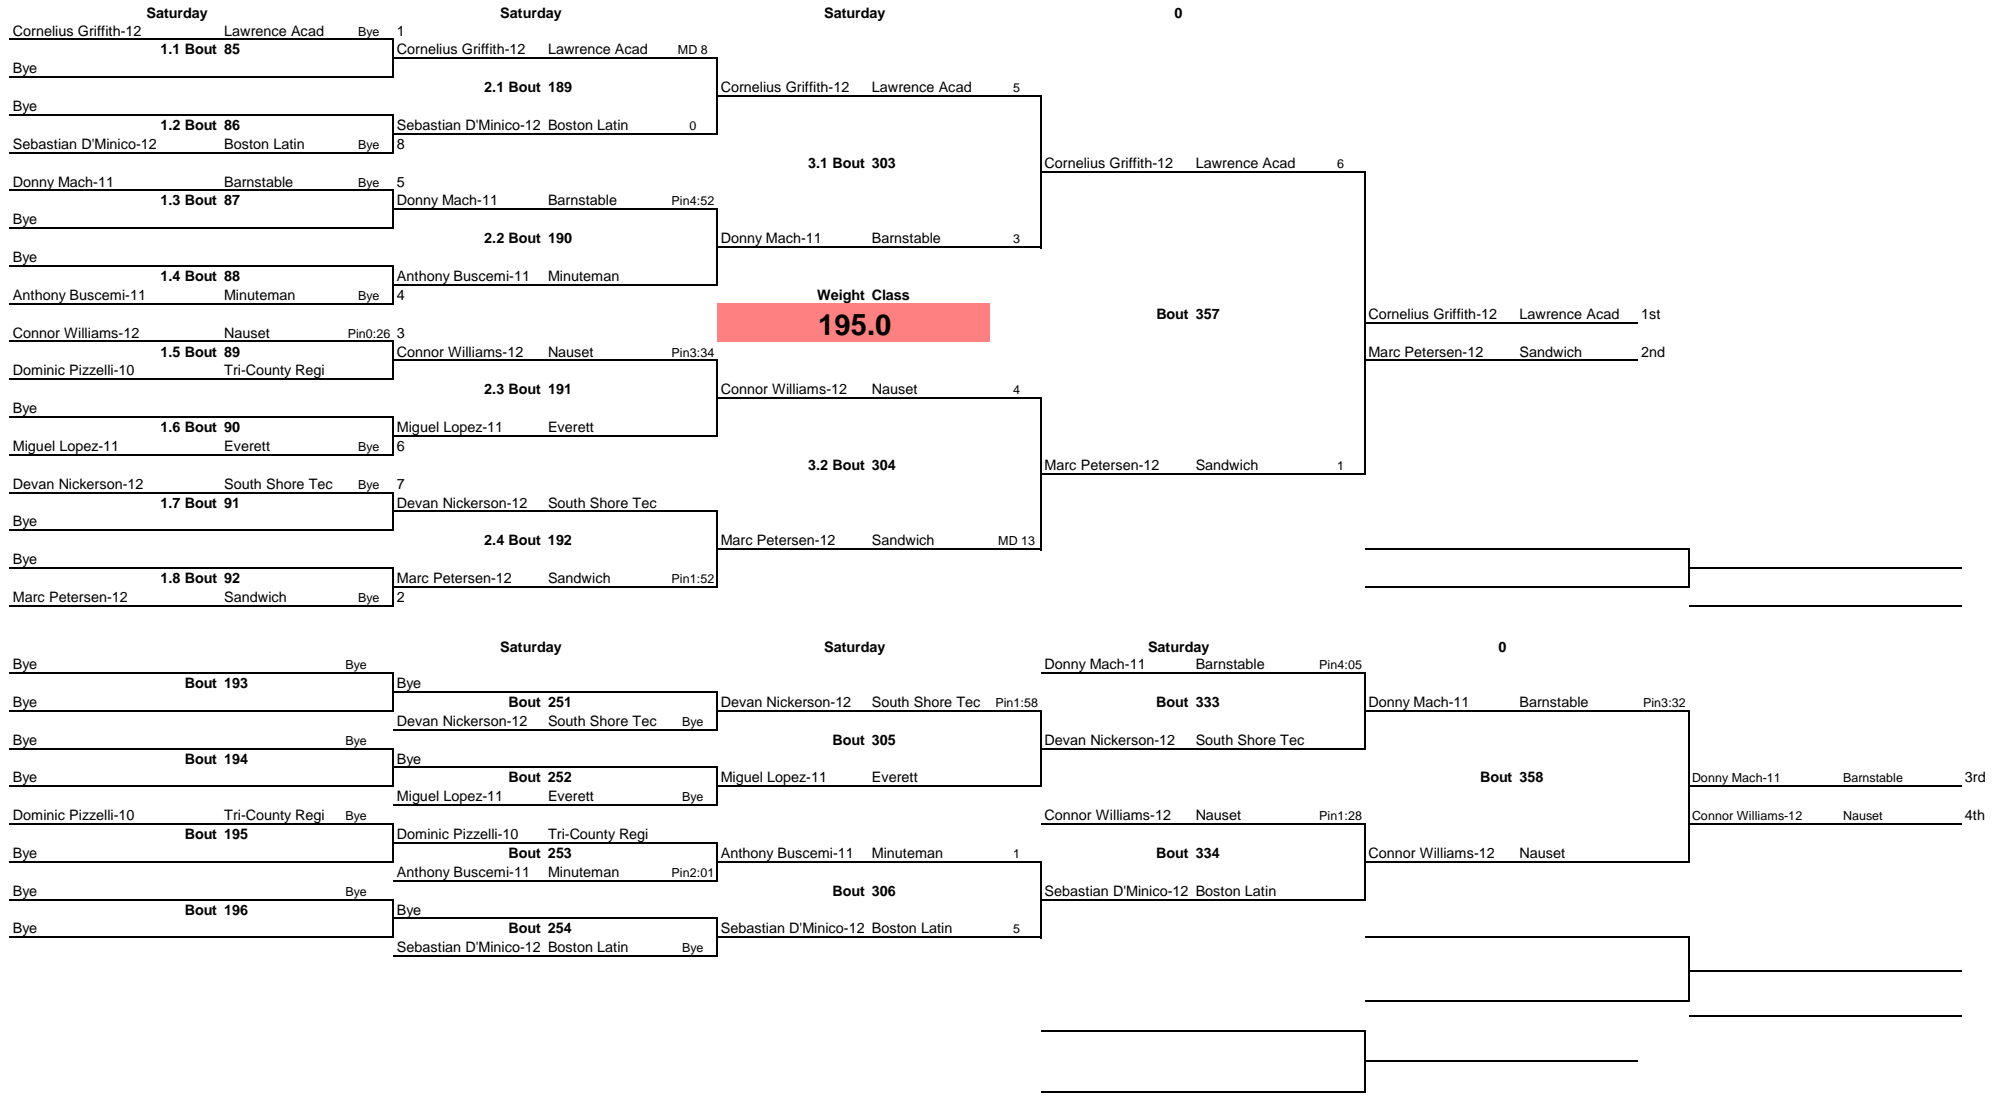 Saturday Saturday Saturday 0
Cornelius Griffith-12 Lawrence Acad Bye 1
1.1 Bout 85 Cornelius Griffith-12 Lawrence Acad MD 8
Bye
2.1 Bout 189 Cornelius Griffith-12 Lawrence Acad 5
Bye
1.2 Bout 86 Sebastian D'Minico-12 Boston Latin 0
Sebastian D'Minico-12 Boston Latin Bye 8
3.1 Bout 303 Cornelius Griffith-12 Lawrence Acad 6
Donny Mach-11 Barnstable Bye 5
1.3 Bout 87 Donny Mach-11 Barnstable Pin4:52
Bye
2.2 Bout 190 Donny Mach-11 Barnstable 3
Bye
1.4 Bout 88 Anthony Buscemi-11 Minuteman
Anthony Buscemi-11 Minuteman Bye 4 Weight Class
195.0 Bout 357 Cornelius Griffith-12 Lawrence Acad 1st
Connor Williams-12 Nauset Pin0:26 3
1.5 Bout 89 Connor Williams-12 Nauset Pin3:34 Marc Petersen-12 Sandwich 2nd
Dominic Pizzelli-10 Tri-County Regi
2.3 Bout 191 Connor Williams-12 Nauset 4
Bye
1.6 Bout 90 Miguel Lopez-11 Everett
Miguel Lopez-11 Everett Bye 6
3.2 Bout 304 Marc Petersen-12 Sandwich 1
Devan Nickerson-12 South Shore Tec Bye 7
1.7 Bout 91 Devan Nickerson-12 South Shore Tec
Bye
2.4 Bout 192 Marc Petersen-12 Sandwich MD 13
Bye
1.8 Bout 92 Marc Petersen-12 Sandwich Pin1:52
Marc Petersen-12 Sandwich Bye 2
Saturday Saturday Saturday 0
Bye Bye Donny Mach-11 Barnstable Pin4:05
Bout 193 Bye
Bye Bout 251 Devan Nickerson-12 South Shore Tec Pin1:58 Bout 333 Donny Mach-11 Barnstable Pin3:32
Devan Nickerson-12 South Shore Tec Bye
Bye Bye Bout 305 Devan Nickerson-12 South Shore Tec
Bout 194 Bye
Bye Bout 252 Miguel Lopez-11 Everett Bout 358 Donny Mach-11 Barnstable 3rd
Miguel Lopez-11 Everett Bye
Dominic Pizzelli-10 Tri-County Regi Bye Connor Williams-12 Nauset Pin1:28 Connor Williams-12 Nauset 4th
Bout 195 Dominic Pizzelli-10 Tri-County Regi
Bye Bout 253 Anthony Buscemi-11 Minuteman 1 Bout 334 Connor Williams-12 Nauset
Anthony Buscemi-11 Minuteman Pin2:01
Bye Bye Bout 306 Sebastian D'Minico-12 Boston Latin
Bout 196 Bye
Bye Bout 254 Sebastian D'Minico-12 Boston Latin 5
Sebastian D'Minico-12 Boston Latin Bye